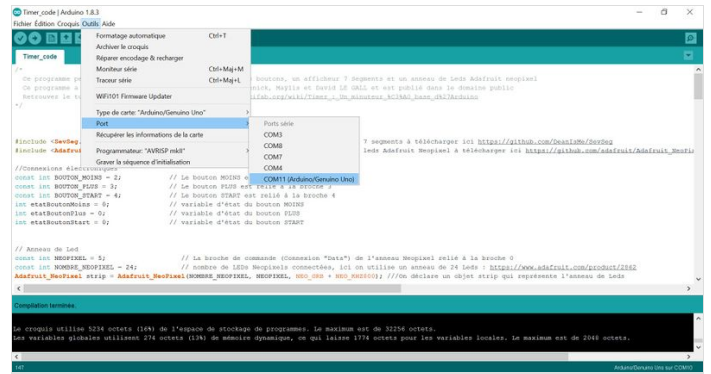 Timer_code | Arduino 1.8.3
Fichier Édition Croquis Outils Aide
Timer_code
Formatage automatique Ctrl+T
Archiver le croquis
Réparer encodage & recharger
Moniteur série Ctrl+Maj+M
Traceur série Ctrl+Maj+L
WiFi101 Firmware Updater
Type de carte: "Arduino/Genuino Uno"
Port
Récupérer les informations de la carte
Programmateur: "AVRISP mkII"
Graver la séquence d'initialisation
Ports série
COM3
COM8
COM7
COM4
COM11 (Arduino/Genuino Uno)
/*
Ce programme pe
boutons, un afficheur 7 Segments et un anneau de Leds Adafruit neopixel
Ce programme a
nnick, Majlis et David LE GALL et est publié dans le domaine public
Retrouvez le tu
*/
#include <SevSeg.
7 segments à télécharger ici https://github.com/DeanIsMe/SevSeg
#include <Adafrui
leds Adafruit Neopixel à télécharger ici https://github.com/adafruit/Adafruit_NeoPix
//Connexions électroniques
const int BOUTON_MOINS = 2; // Le bouton MOINS e
const int BOUTON_PLUS = 3; // Le bouton PLUS est relié à la broche 3
const int BOUTON_START = 4; // Le bouton START est relié à la broche 4
int etatBoutonMoins = 0; // variable d'état du bouton MOINS
int etatBoutonPlus = 0; // variable d'état du bouton PLUS
int etatBoutonStart = 0; // variable d'état du bouton START
// Anneau de Led
const int NEOPIXEL = 5; // La broche de commande (Connexion "Data") de l'anneau Neopixel relié à la broche 0
const int NOMBRE_NEOPIXEL = 24; // nombre de LEDs Neopixels connectées, ici on utilise un anneau de 24 Leds : https://www.adafruit.com/product/2862
Adafruit_NeoPixel strip = Adafruit_NeoPixel(NOMBRE_NEOPIXEL, NEOPIXEL, NEO_GRB + NEO_KHZ800); //On déclare un objet strip qui représente l'anneau de Leds
Compilation terminée.
Le croquis utilise 5234 octets (16%) de l'espace de stockage de programmes. Le maximum est de 32256 octets.
Les variables globales utilisent 274 octets (13%) de mémoire dynamique, ce qui laisse 1774 octets pour les variables locales. Le maximum est de 2048 octets.
147
Arduino/Genuino Uno sur COM10